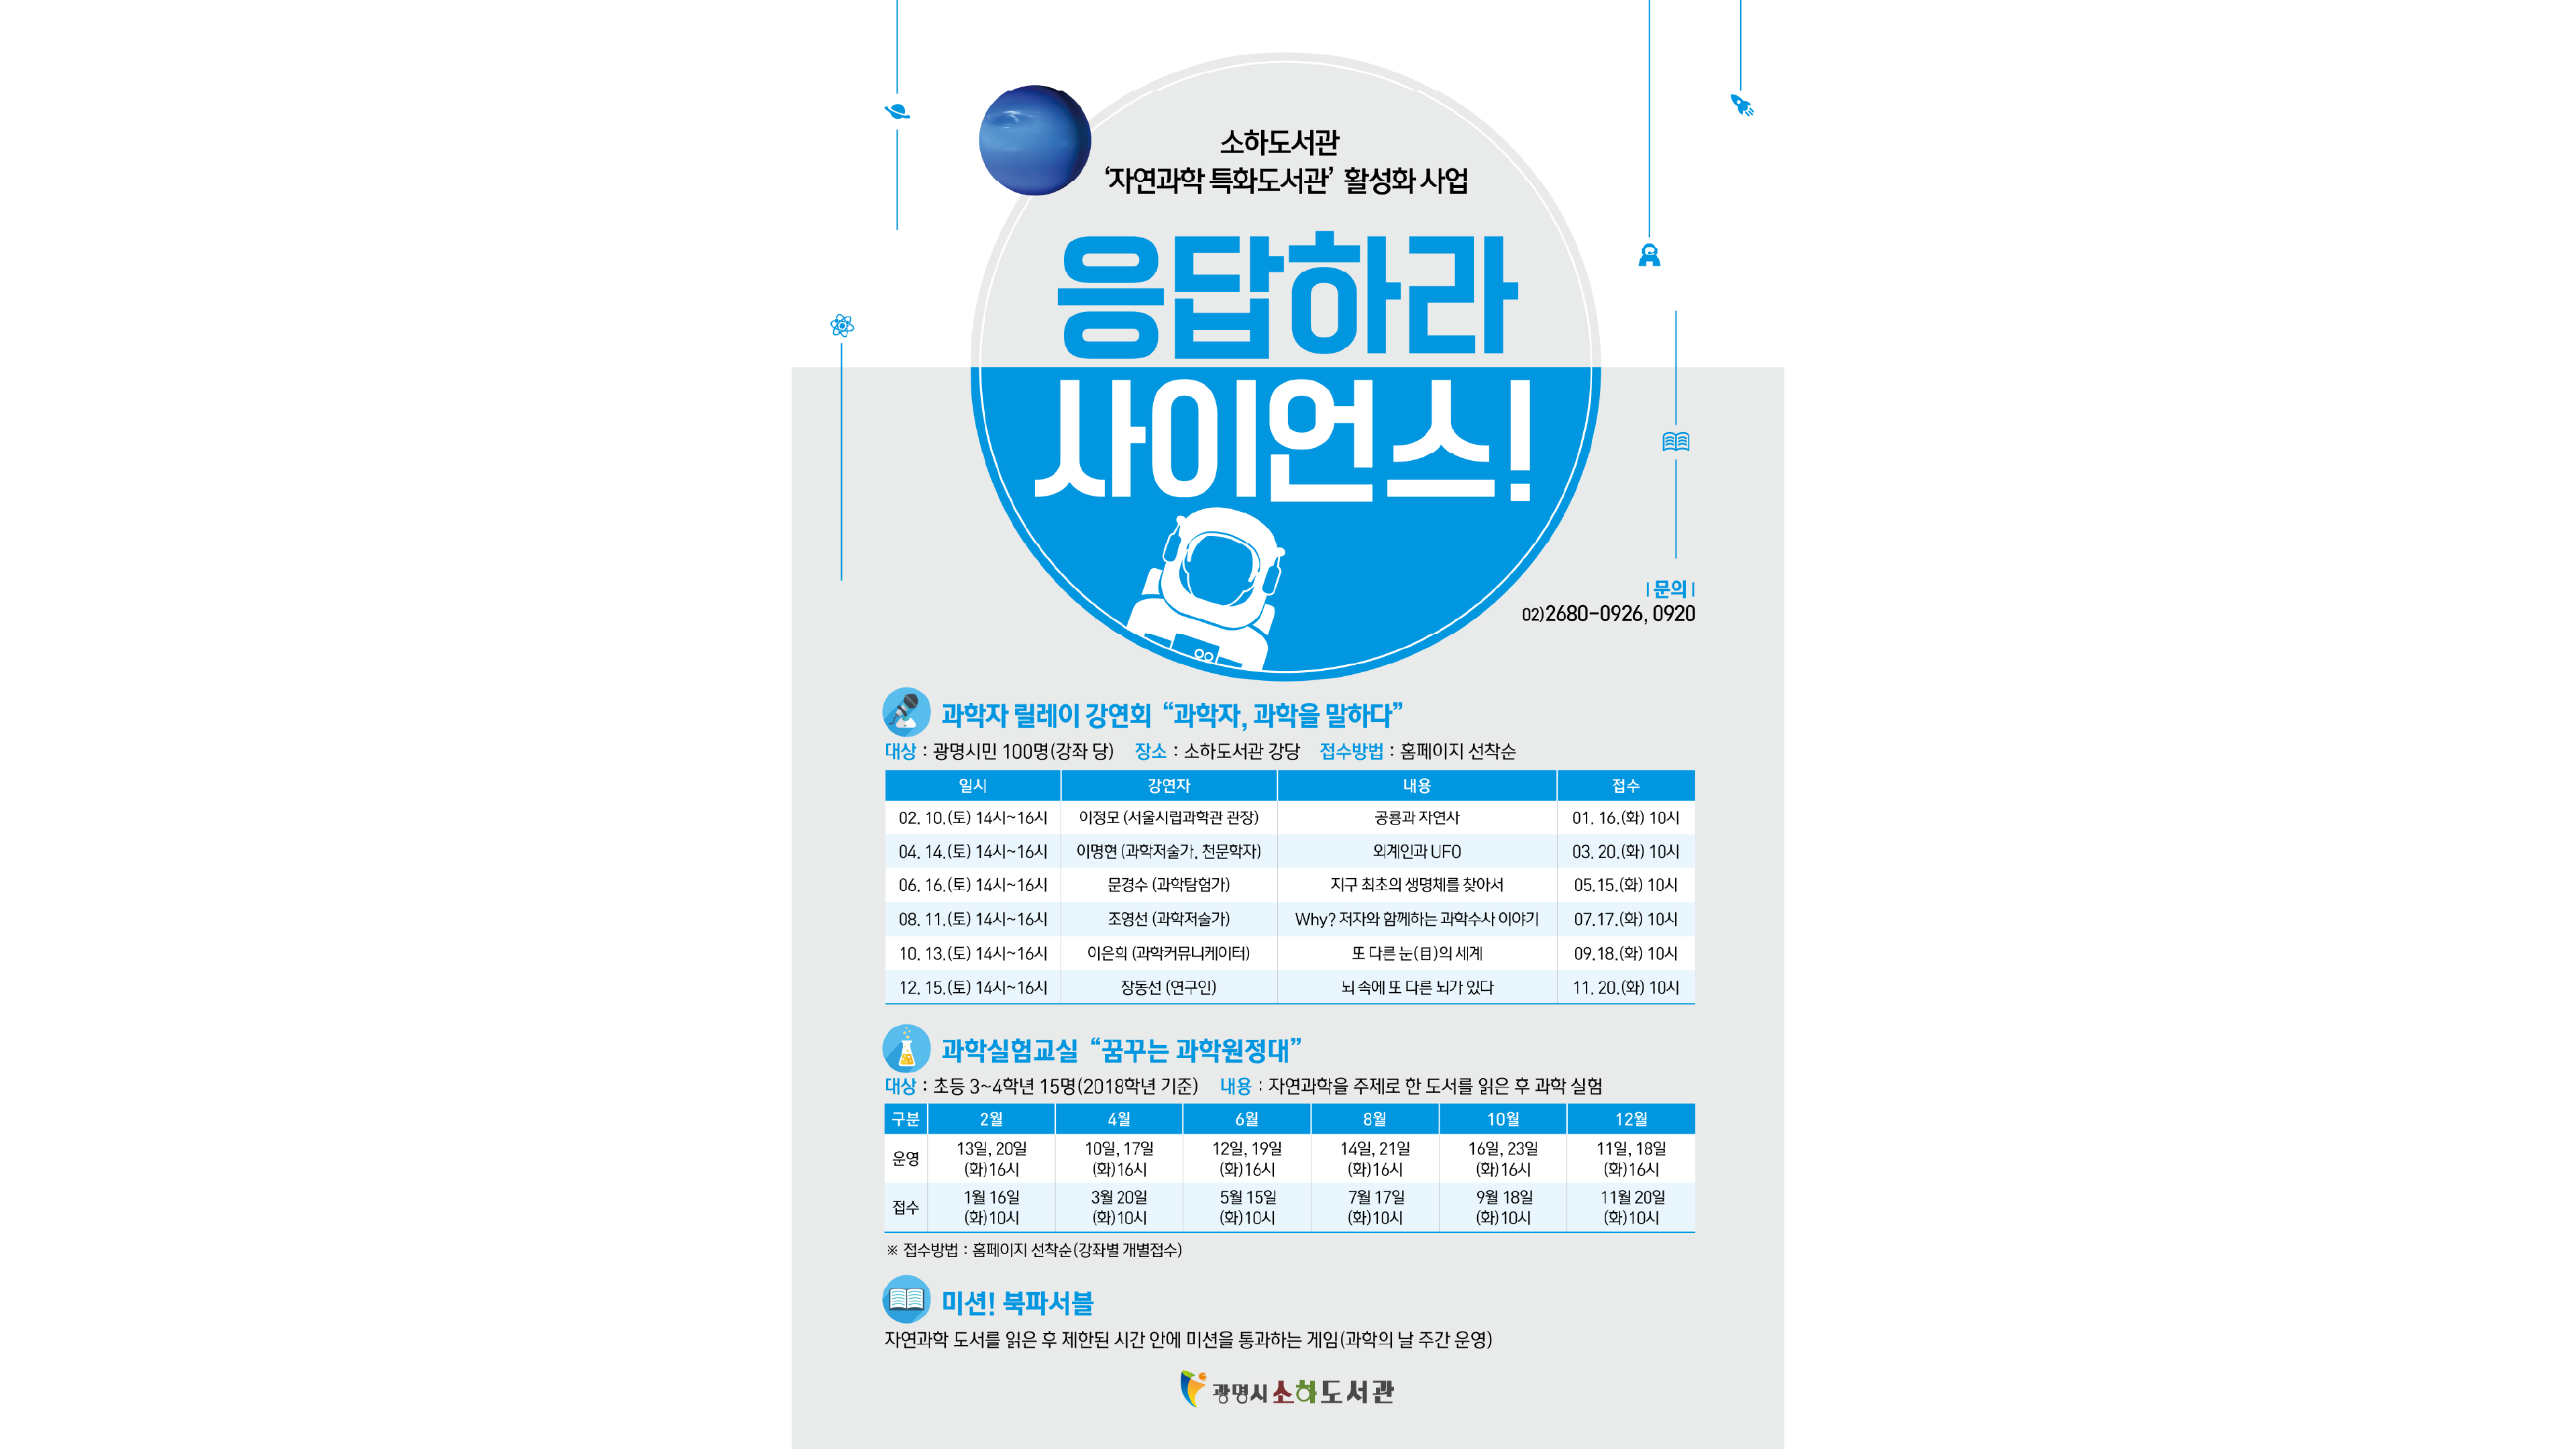 소하도서관
‘자연과학 특화도서관’ 활성화 사업
응답하라
사이언스!
| 문의 |
02)2680-0926, 0920
과학자 릴레이 강연회 “과학자, 과학을 말하다”
대상 : 광명시민 100명(강좌 당) 장소 : 소하도서관 강당 접수방법 : 홈페이지 선착순
일시 강연자 내용 접수
02. 10.(토) 14시~16시 이정모 (서울시립과학관 관장) 공룡과 자연사 01. 16.(화) 10시
04. 14.(토) 14시~16시 이명현 (과학저술가, 천문학자) 외계인과 UFO 03. 20.(화) 10시
06. 16.(토) 14시~16시 문경수 (과학탐험가) 지구 최초의 생명체를 찾아서 05.15.(화) 10시
08. 11.(토) 14시~16시 조영선 (과학저술가) Why? 저자와 함께하는 과학수사 이야기 07.17.(화) 10시
10. 13.(토) 14시~16시 이은희 (과학커뮤니케이터) 또 다른 눈(目)의 세계 09.18.(화) 10시
12. 15.(토) 14시~16시 장동선 (연구인) 뇌 속에 또 다른 뇌가 있다 11. 20.(화) 10시
과학실험교실 “꿈꾸는 과학원정대”
대상 : 초등 3~4학년 15명(2018학년 기준) 내용 : 자연과학을 주제로 한 도서를 읽은 후 과학 실험
구분 2월 4월 6월 8월 10월 12월
운영 13일, 20일 (화)16시 10일, 17일 (화)16시 12일, 19일 (화)16시 14일, 21일 (화)16시 16일, 23일 (화)16시 11일, 18일 (화)16시
접수 1월 16일 (화)10시 3월 20일 (화)10시 5월 15일 (화)10시 7월 17일 (화)10시 9월 18일 (화)10시 11월 20일 (화)10시
※ 접수방법 : 홈페이지 선착순(강좌별 개별접수)
미션! 북파서블
자연과학 도서를 읽은 후 제한된 시간 안에 미션을 통과하는 게임(과학의 날 주간 운영)
광명시 소하도서관